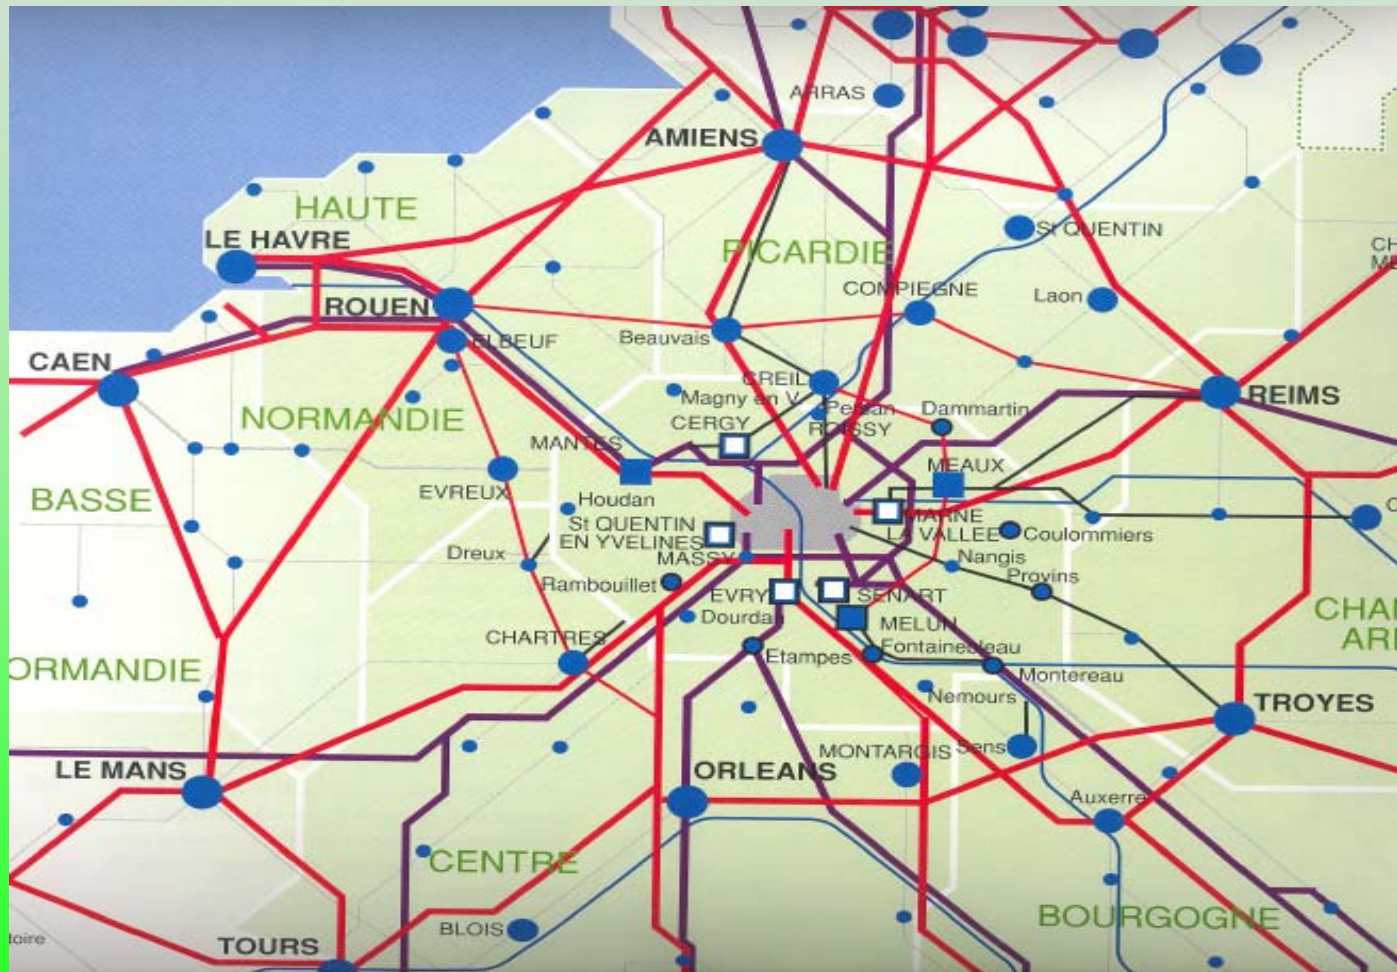 ARRAS
AMIENS
HAUTE
LE HAVRE
St QUENTIN
PICARDIE
COMPIEGNE
Laon
ROUEN
Beauvais
ELBEUF
CAEN
CREIL
REIMS
Magny en V.
Persan
Dammartin
NORMANDIE
CERGY
ROISSY
MANTES
MEAUX
EVREUX
BASSE
Houdan
St QUENTIN
EN YVELINES
MARNE
LA VALLEE
Coulommiers
Dreux
MASSY
Nangis
Rambouillet
Provins
EVRY
SENART
Dourdan
CHARTRES
MELUN
Fontainebleau
Etampes
Montereau
ORMANDIE
Nemours
TROYES
MONTARGIS
Sens
LE MANS
ORLEANS
Auxerre
CENTRE
BOURGOGNE
BLOIS
TOURS
toire